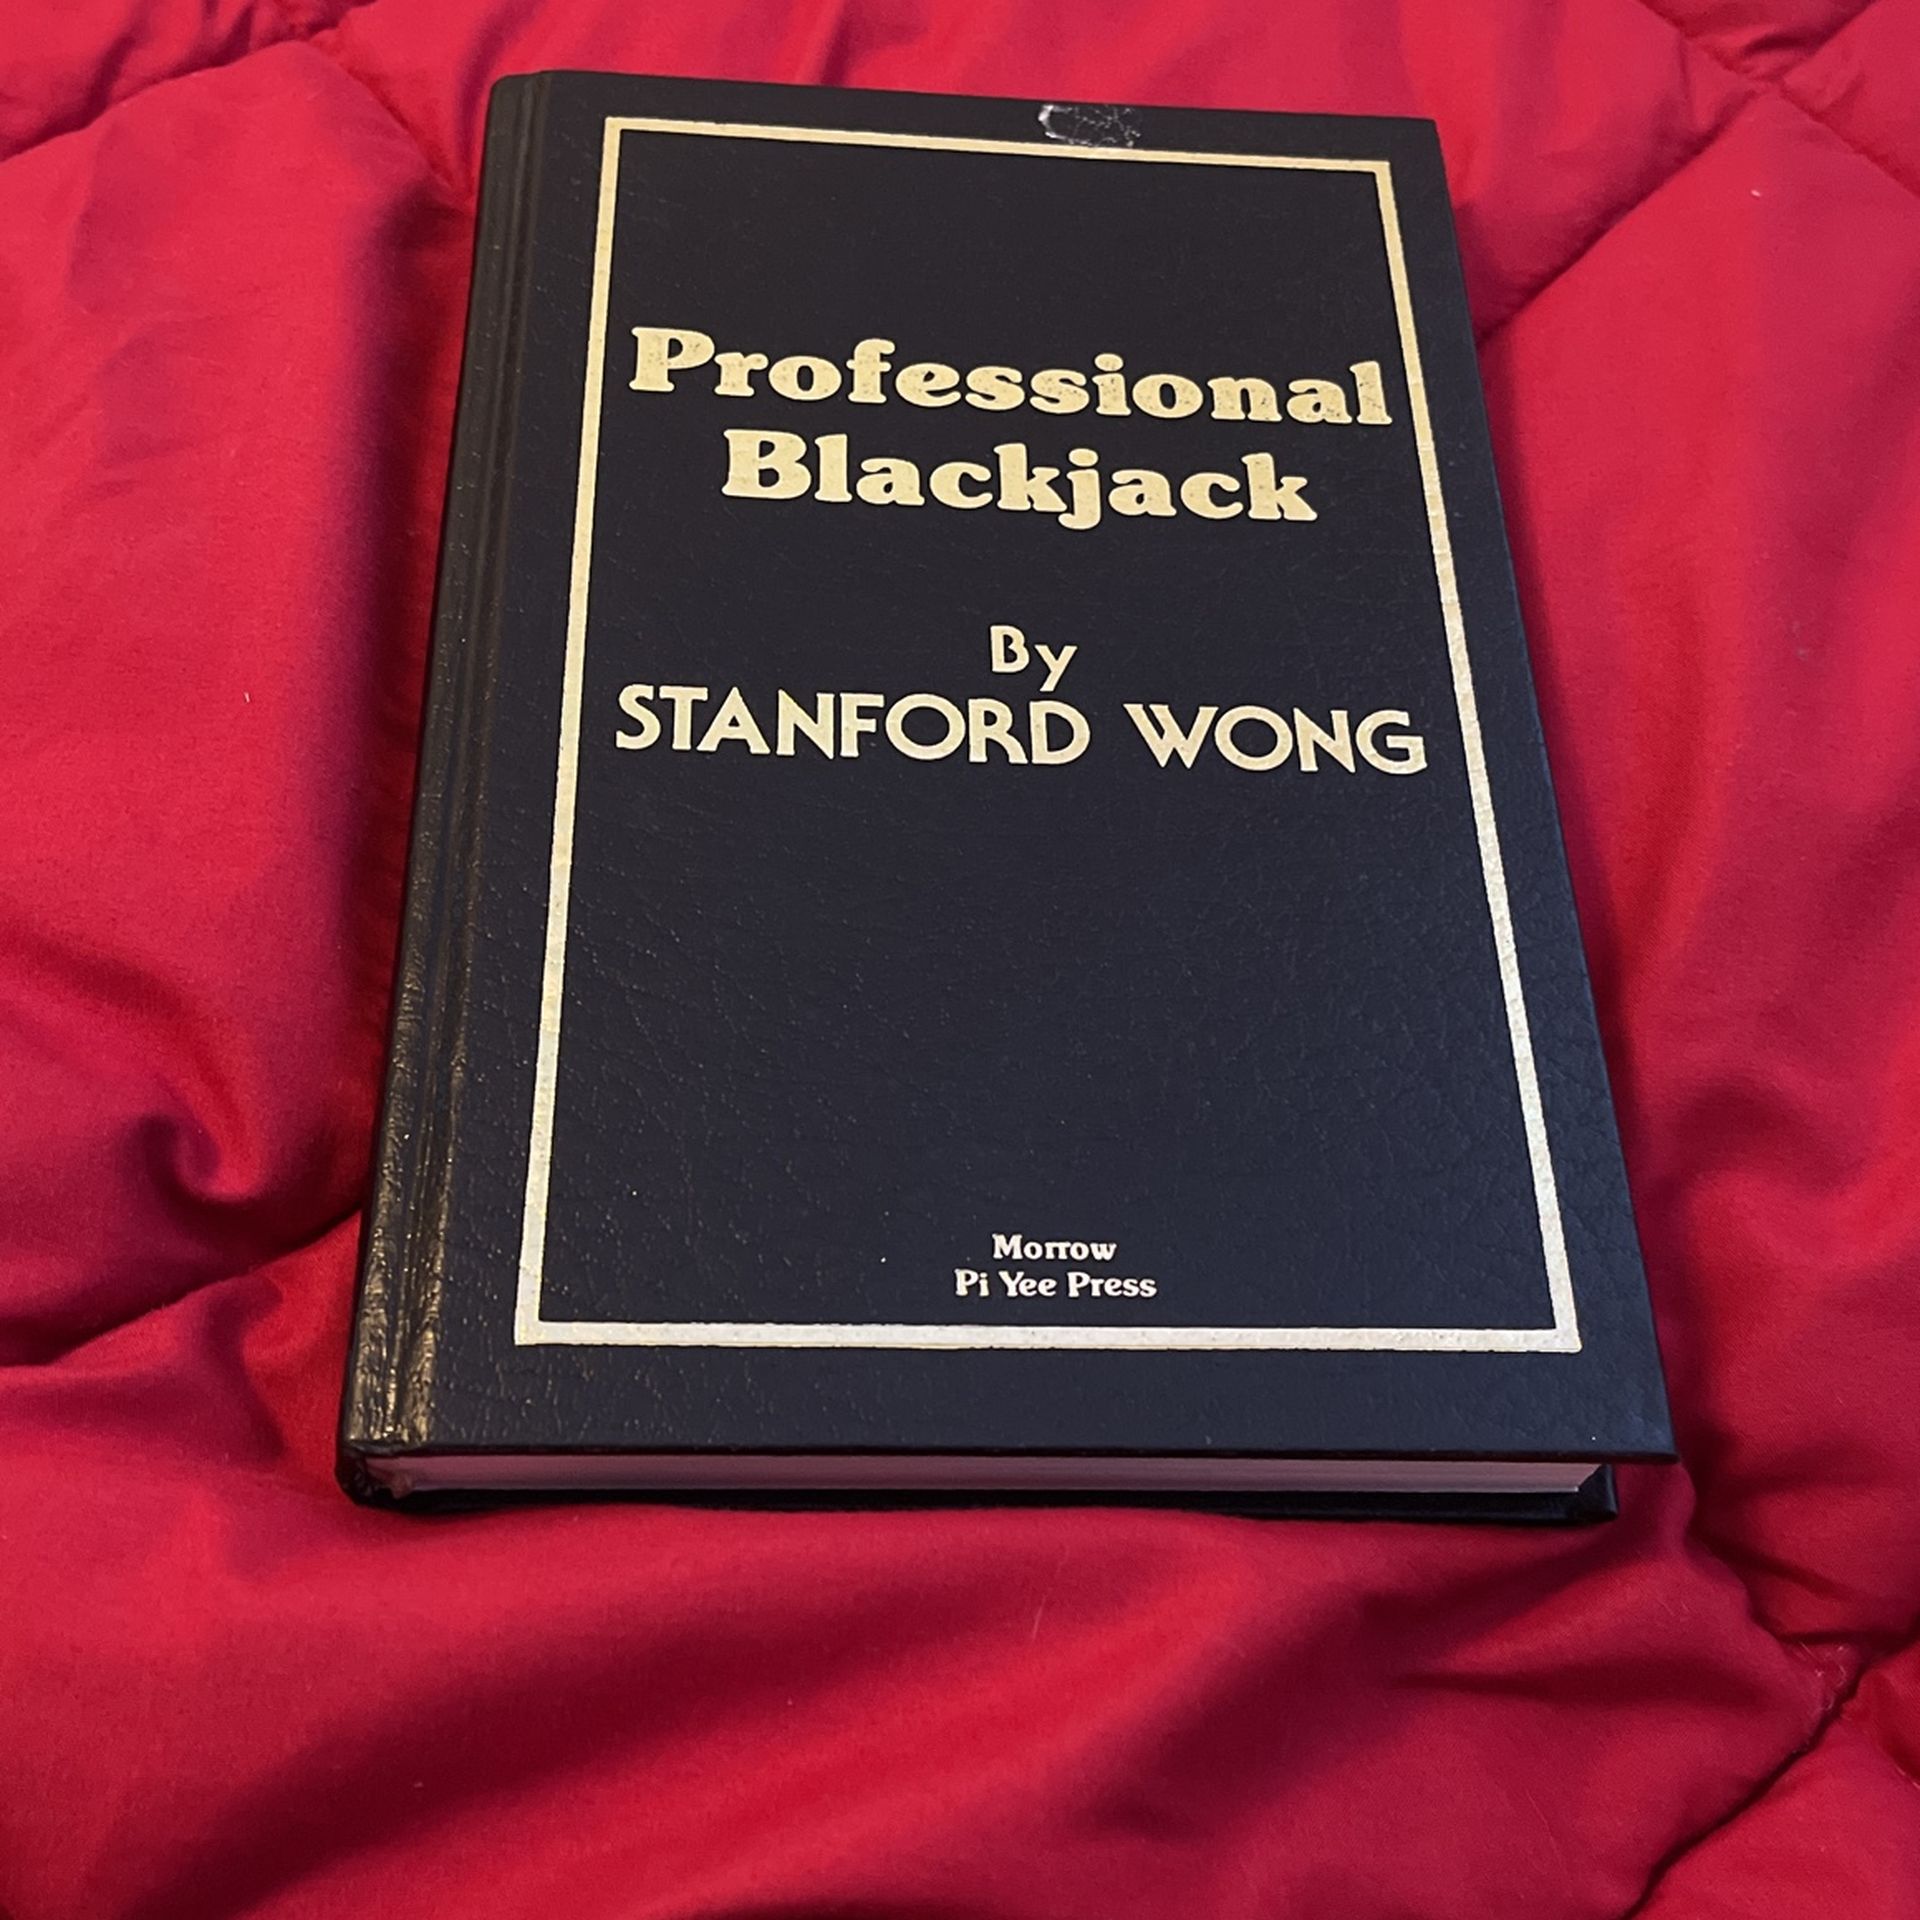 Professional
Blackjack
By
STANFORD WONG
Morrow
Pi Yee Press